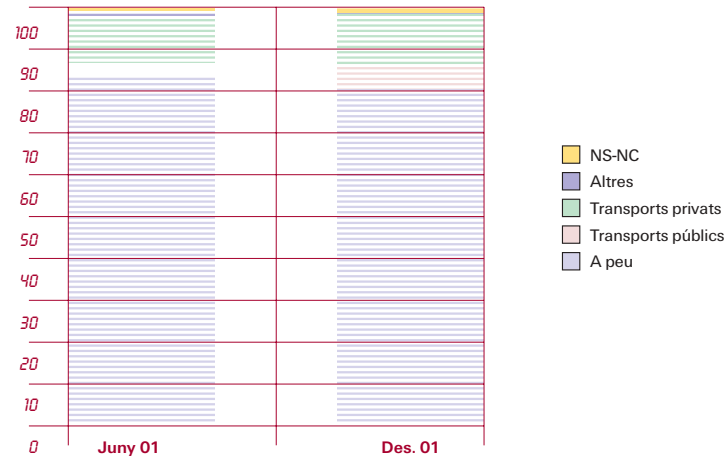 100
90
80
70
60
50
40
30
20
10
0
Juny 01
Des. 01
NS-NC
Altres
Transports privats
Transports públics
A peu